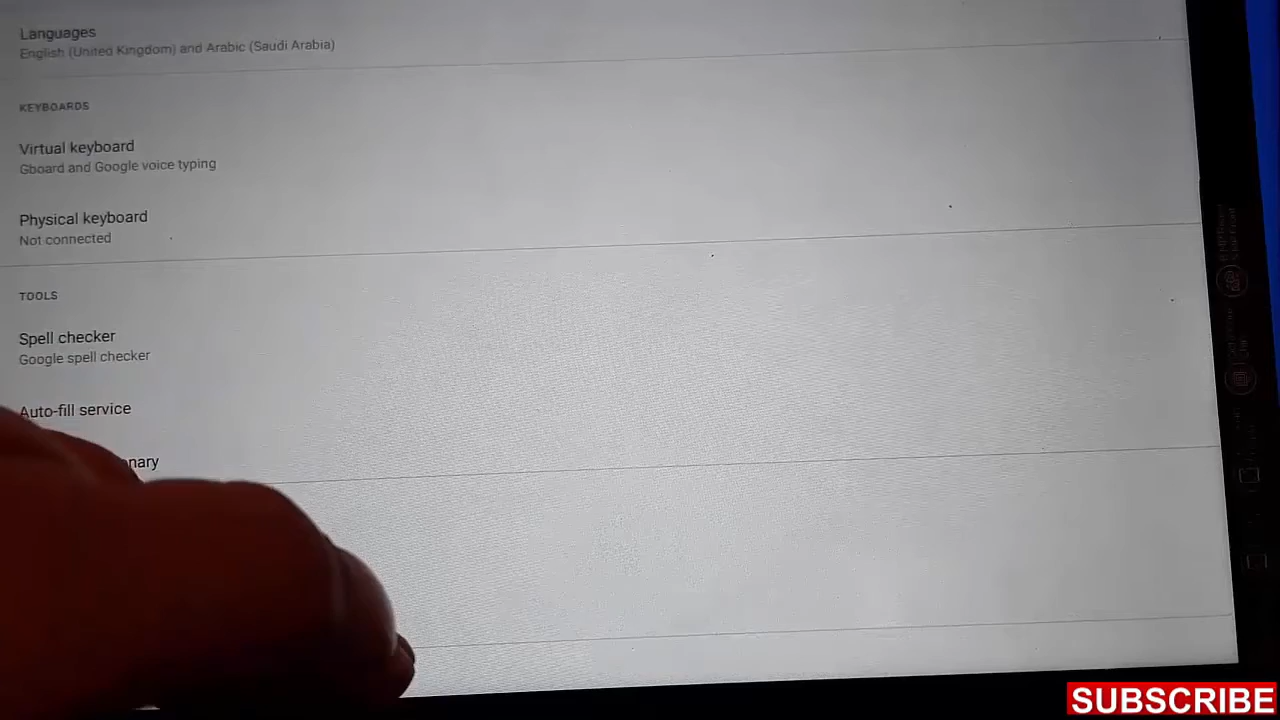 Languages
English (United Kingdom) and Arabic (Saudi Arabia)
KEYBOARDS
Virtual keyboard
Gboard and Google voice typing
Physical keyboard
Not connected
TOOLS
Spell checker
Google spell checker
Auto-fill service
nary
SUBSCRIBE